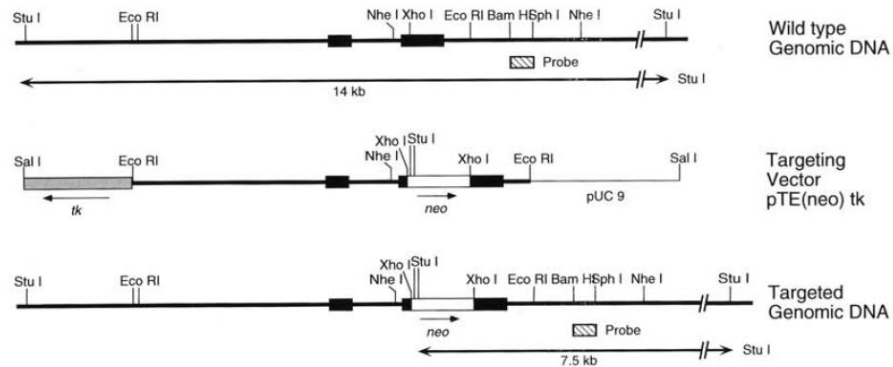 Stu I Eco RI Nhe I Xho I Eco RI Bam HI Sph I Nhe I Stu I
Wild type
Genomic DNA
Probe
14 kb Stu I
Sal I Eco RI Nhe I Xho I Stu I Xho I Eco RI Sal I
Targeting
Vector
pTE(neo) tk
tk neo pUC 9
Stu I Eco RI Nhe I Xho I Stu I Xho I Eco RI Bam HI Sph I Nhe I Stu I
Targeted
Genomic DNA
neo Probe
7.5 kb Stu I